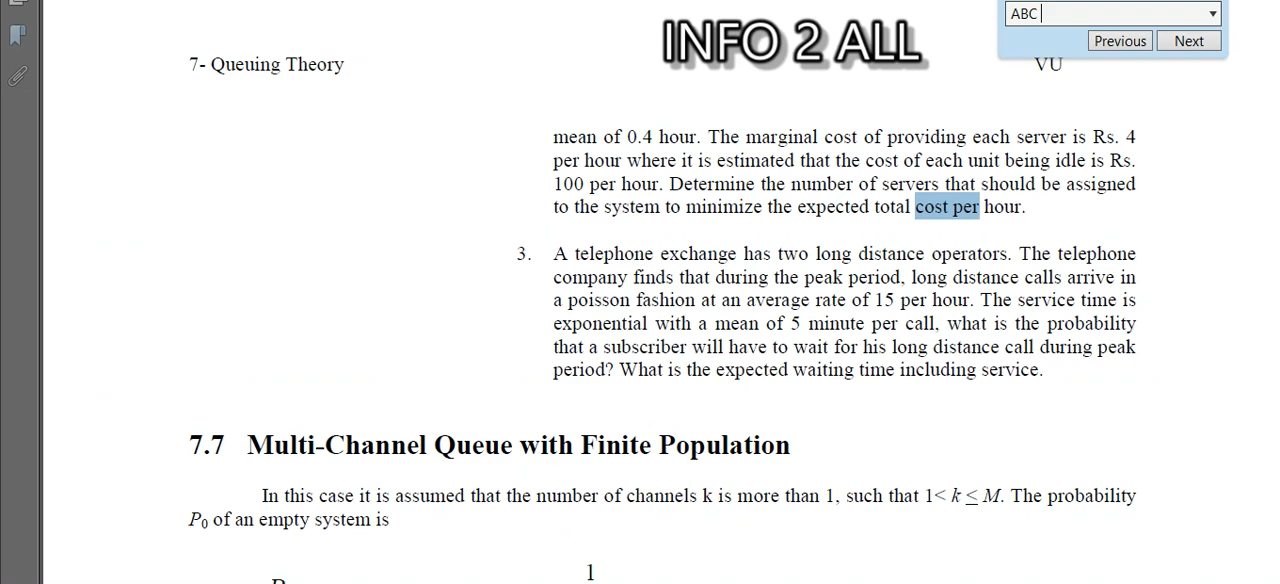 ABC
Previous
Next
INFO 2 ALL
7- Queuing Theory
VU
mean of 0.4 hour. The marginal cost of providing each server is Rs. 4
per hour where it is estimated that the cost of each unit being idle is Rs.
100 per hour. Determine the number of servers that should be assigned
to the system to minimize the expected total cost per hour.
3. A telephone exchange has two long distance operators. The telephone
company finds that during the peak period, long distance calls arrive in
a poisson fashion at an average rate of 15 per hour. The service time is
exponential with a mean of 5 minute per call, what is the probability
that a subscriber will have to wait for his long distance call during peak
period? What is the expected waiting time including service.
7.7 Multi-Channel Queue with Finite Population
In this case it is assumed that the number of channels k is more than 1, such that 1< k ≤ M. The probability
P₀ of an empty system is
1